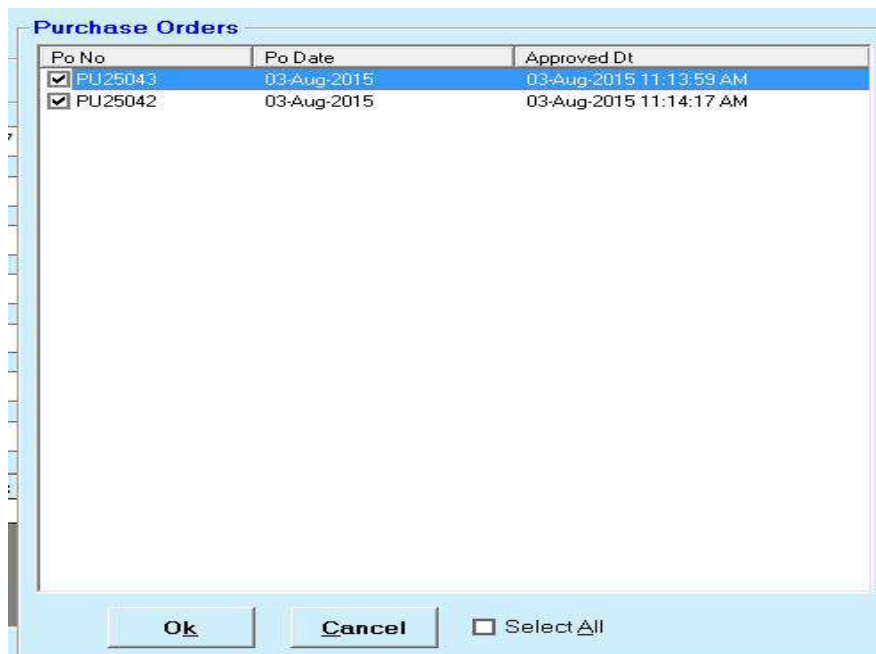 Purchase Orders
Po No Po Date Approved Dt
PU25043 03-Aug-2015 03-Aug-2015 11:13:59 AM
PU25042 03-Aug-2015 03-Aug-2015 11:14:17 AM
Ok Cancel Select All